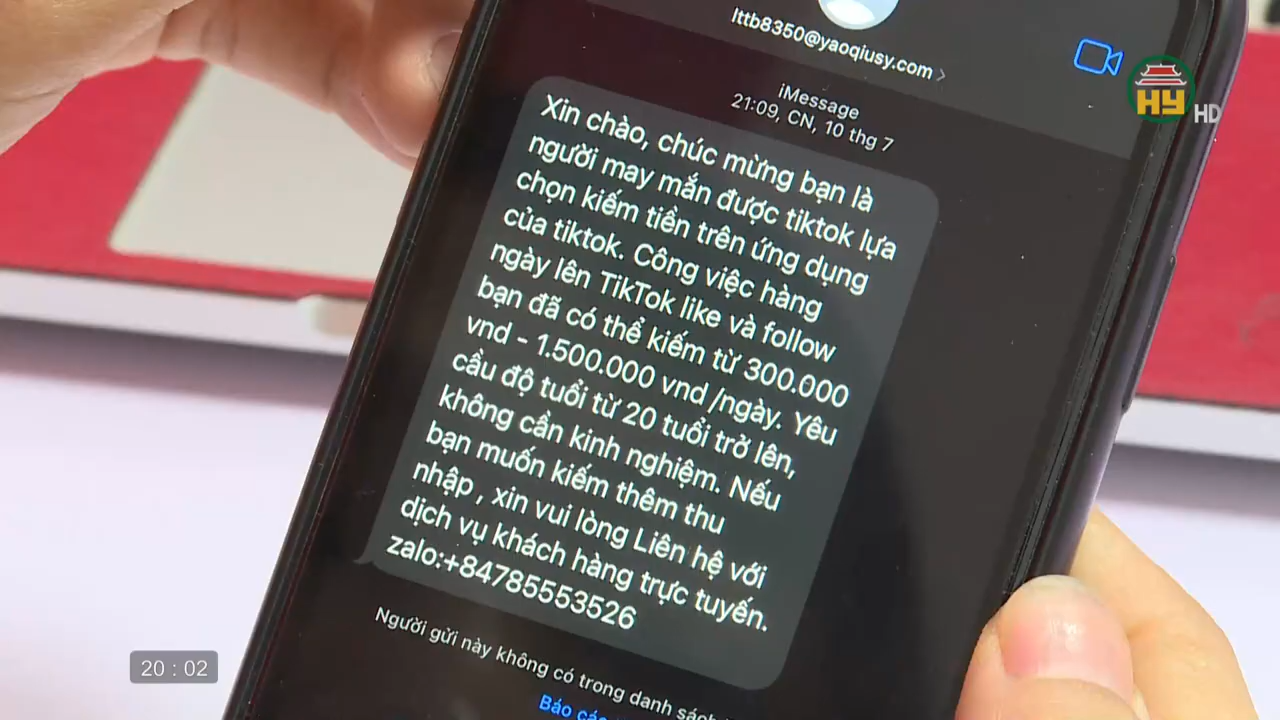 lttb8350@yaoqiusy.com >
HY HD
iMessage
21:09, CN, 10 thg 7
Xin chào, chúc mừng bạn là
người may mắn được tiktok lựa
chọn kiếm tiền trên ứng dụng
của tiktok. Công việc hàng
ngày lên TikTok like và follow
bạn đã có thể kiếm từ 300.000
vnd - 1.500.000 vnd /ngày. Yêu
cầu độ tuổi từ 20 tuổi trở lên,
không cần kinh nghiệm. Nếu
bạn muốn kiếm thêm thu
nhập , xin vui lòng Liên hệ với
dịch vụ khách hàng trực tuyến.
zalo:+84785553526
Người gửi này không có trong danh sách
Báo cáo
20 : 02